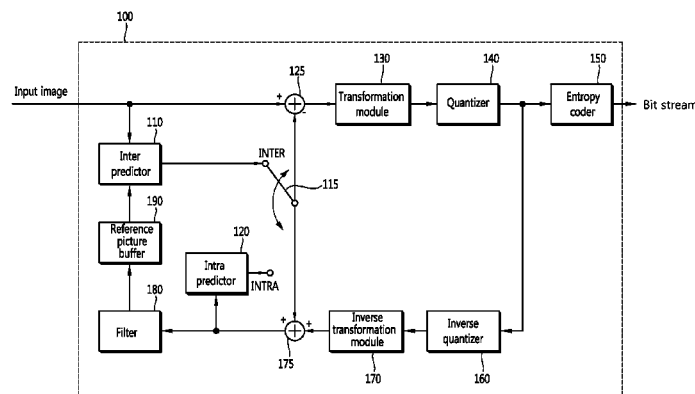 100
Input image
+
125
-
130
Transformation
module
140
Quantizer
150
Entropy
coder
Bit stream
110
Inter
predictor
INTER
115
190
Reference
picture
buffer
120
Intra
predictor
INTRA
180
Filter
+
+
175
Inverse
transformation
module
170
Inverse
quantizer
160